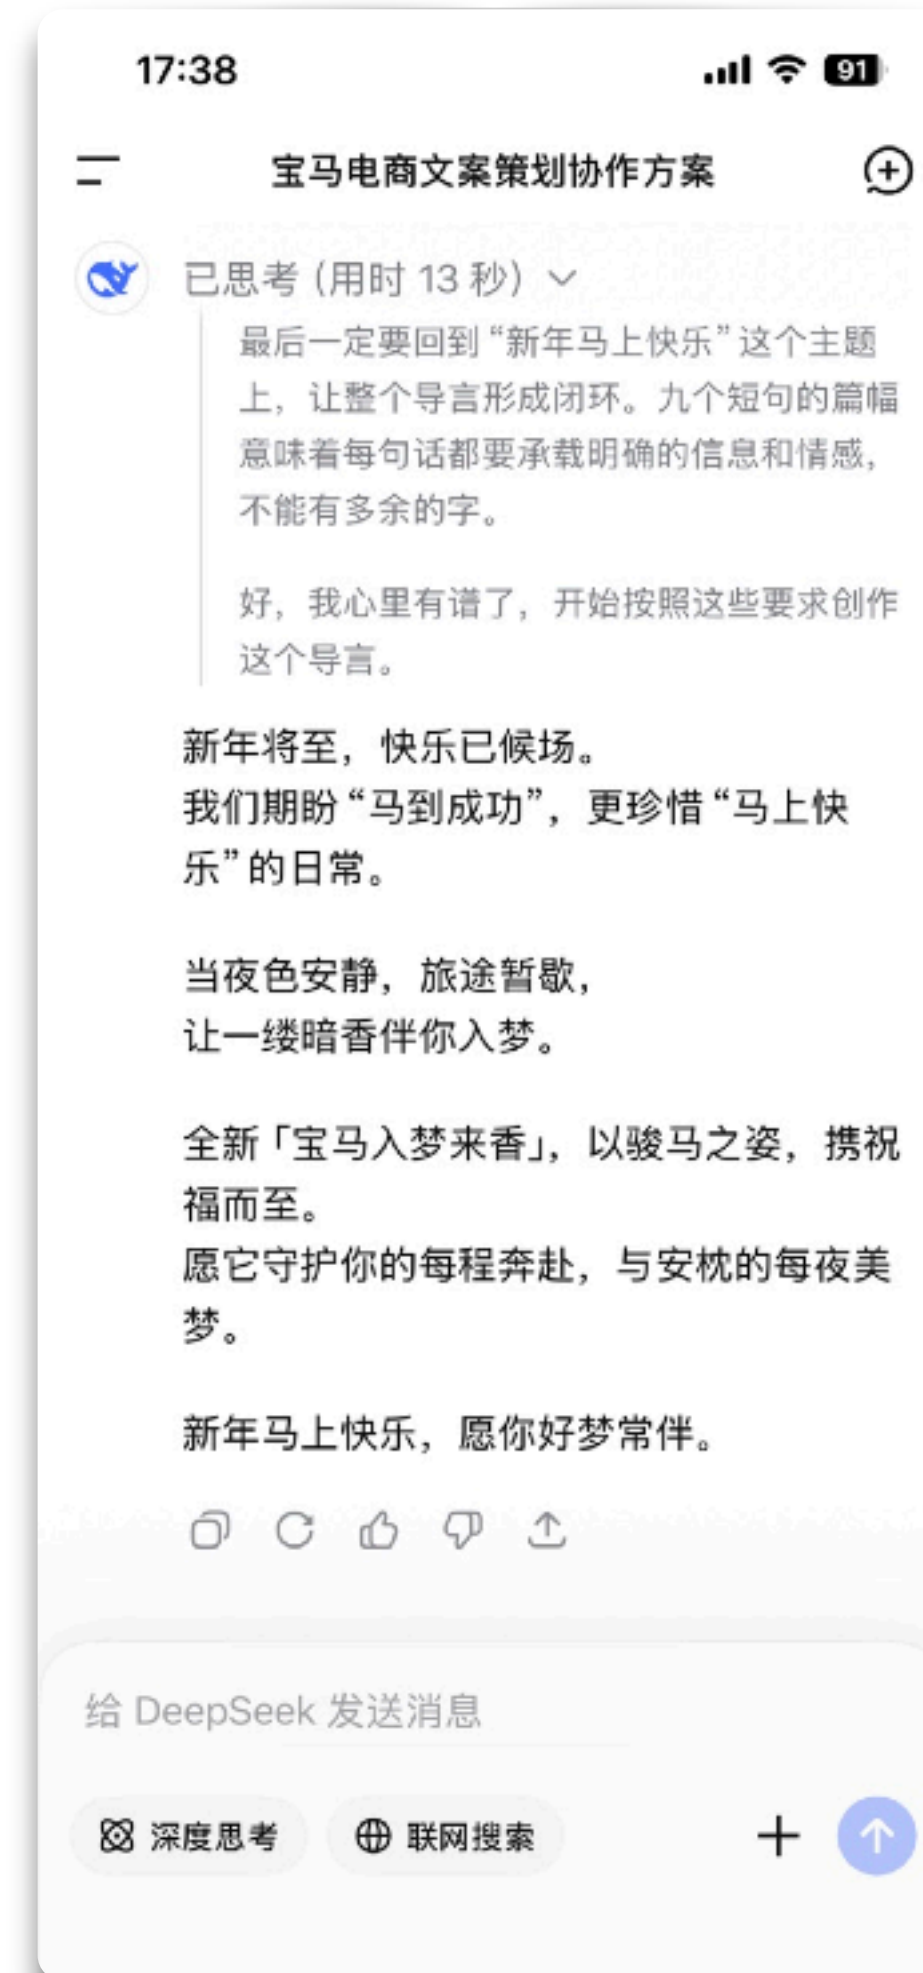 17:38
91
宝马电商文案策划协作方案
已思考（用时 13 秒）
最后一定要回到“新年马上快乐”这个主题
上，让整个导言形成闭环。九个短句的篇幅
意味着每句话都要承载明确的信息和情感，
不能有多余的字。
好，我心里有谱了，开始按照这些要求创作
这个导言。
新年将至，快乐已候场。
我们期盼“马到成功”，更珍惜“马上快
乐”的日常。
当夜色安静，旅途暂歇，
让一缕暗香伴你入梦。
全新「宝马入梦来香」，以骏马之姿，携祝
福而至。
愿它守护你的每程奔赴，与安枕的每夜美
梦。
新年马上快乐，愿你好梦常伴。
给 DeepSeek 发送消息
深度思考
联网搜索